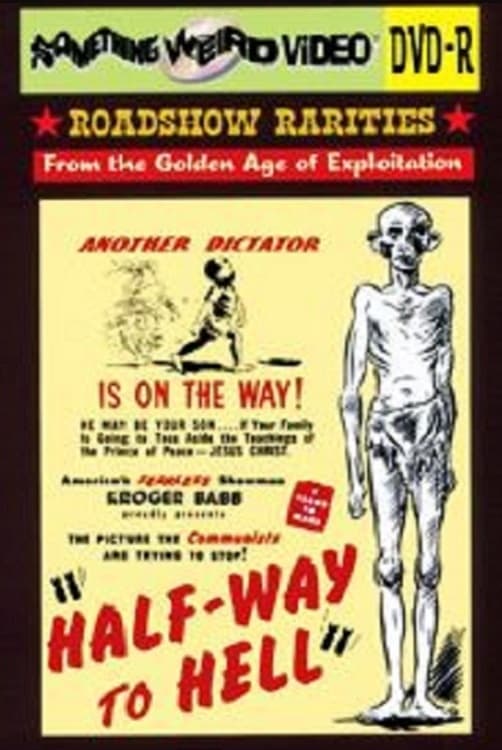 SOMETHING WEIRD VIDEO
DVD-R
ROADSHOW RARITIES
From the Golden Age of Exploitation
ANOTHER DICTATOR
IS ON THE WAY!
HE MAY BE YOUR SON.... If Your Family
Is Going to Toss Aside the Teachings of
the Prince of Peace — JESUS CHRIST.
America's FEARLESS Showman
KROGER BABB
proudly presents
THE PICTURE THE Communists
ARE TRYING TO STOP!
"HALF-WAY
TO HELL"